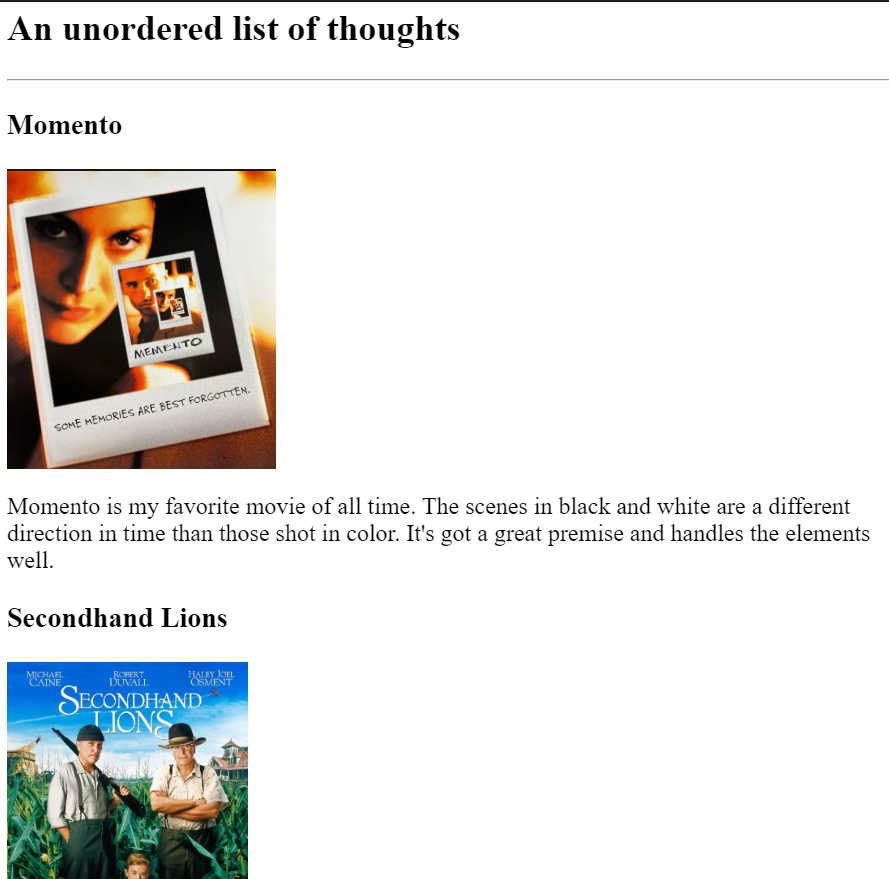 An unordered list of thoughts
Momento
MEMENTO
SOME MEMORIES ARE BEST FORGOTTEN.
Momento is my favorite movie of all time. The scenes in black and white are a different
direction in time than those shot in color. It's got a great premise and handles the elements
well.
Secondhand Lions
MICHAEL CAINE ROBERT DUVALL HALEY JOEL OSMENT
SECONDHAND
LIONS